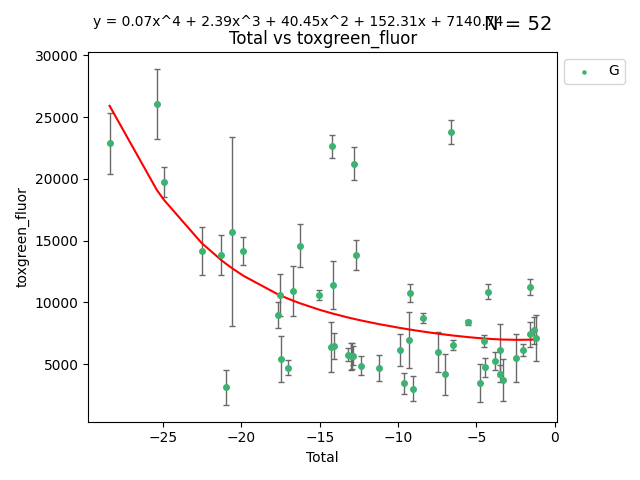 y = 0.07x^4 + 2.39x^3 + 40.45x^2 + 152.31x + 7140.74
N = 52
Total vs toxgreen_fluor
G
30000
25000
20000
15000
10000
5000
toxgreen_fluor
−25 −20 −15 −10 −5 0
Total